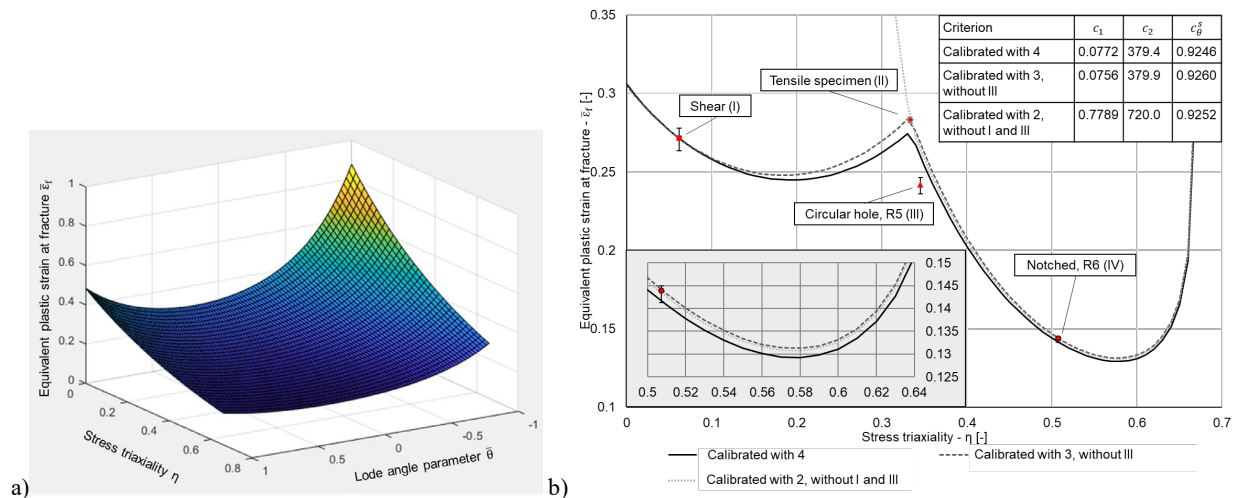 a)
Equivalent plastic strain at fracture ε̄f
1
0.8
0.6
0.4
0.2
0
0
0.2
0.4
0.6
0.8
Stress triaxiality η
1
0.5
0
-0.5
-1
Lode angle parameter θ̄
b)
Equivalent plastic strain at fracture - ε̄f [-]
0.35
0.3
0.25
0.2
0.15
0.1
0
0.1
0.2
0.3
0.4
0.5
0.6
0.7
Stress triaxiality - η [-]
Criterion c1 c2 cθs
Calibrated with 4 0.0772 379.4 0.9246
Calibrated with 3, 0.0756 379.9 0.9260
without III
Calibrated with 2, 0.7789 720.0 0.9252
without I and III
Tensile specimen (II)
Shear (I)
Circular hole, R5 (III)
Notched, R6 (IV)
0.15
0.145
0.14
0.135
0.13
0.125
0.5
0.52
0.54
0.56
0.58
0.6
0.62
0.64
Calibrated with 4
Calibrated with 3, without III
Calibrated with 2, without I and III